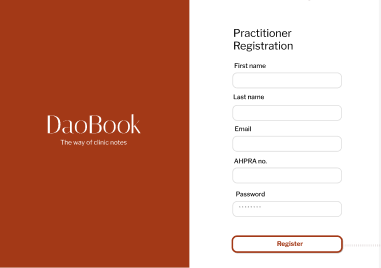 DaoBook
The way of clinic notes
Practitioner
Registration
First name
Last name
Email
AHPRA no.
Password
********
Register